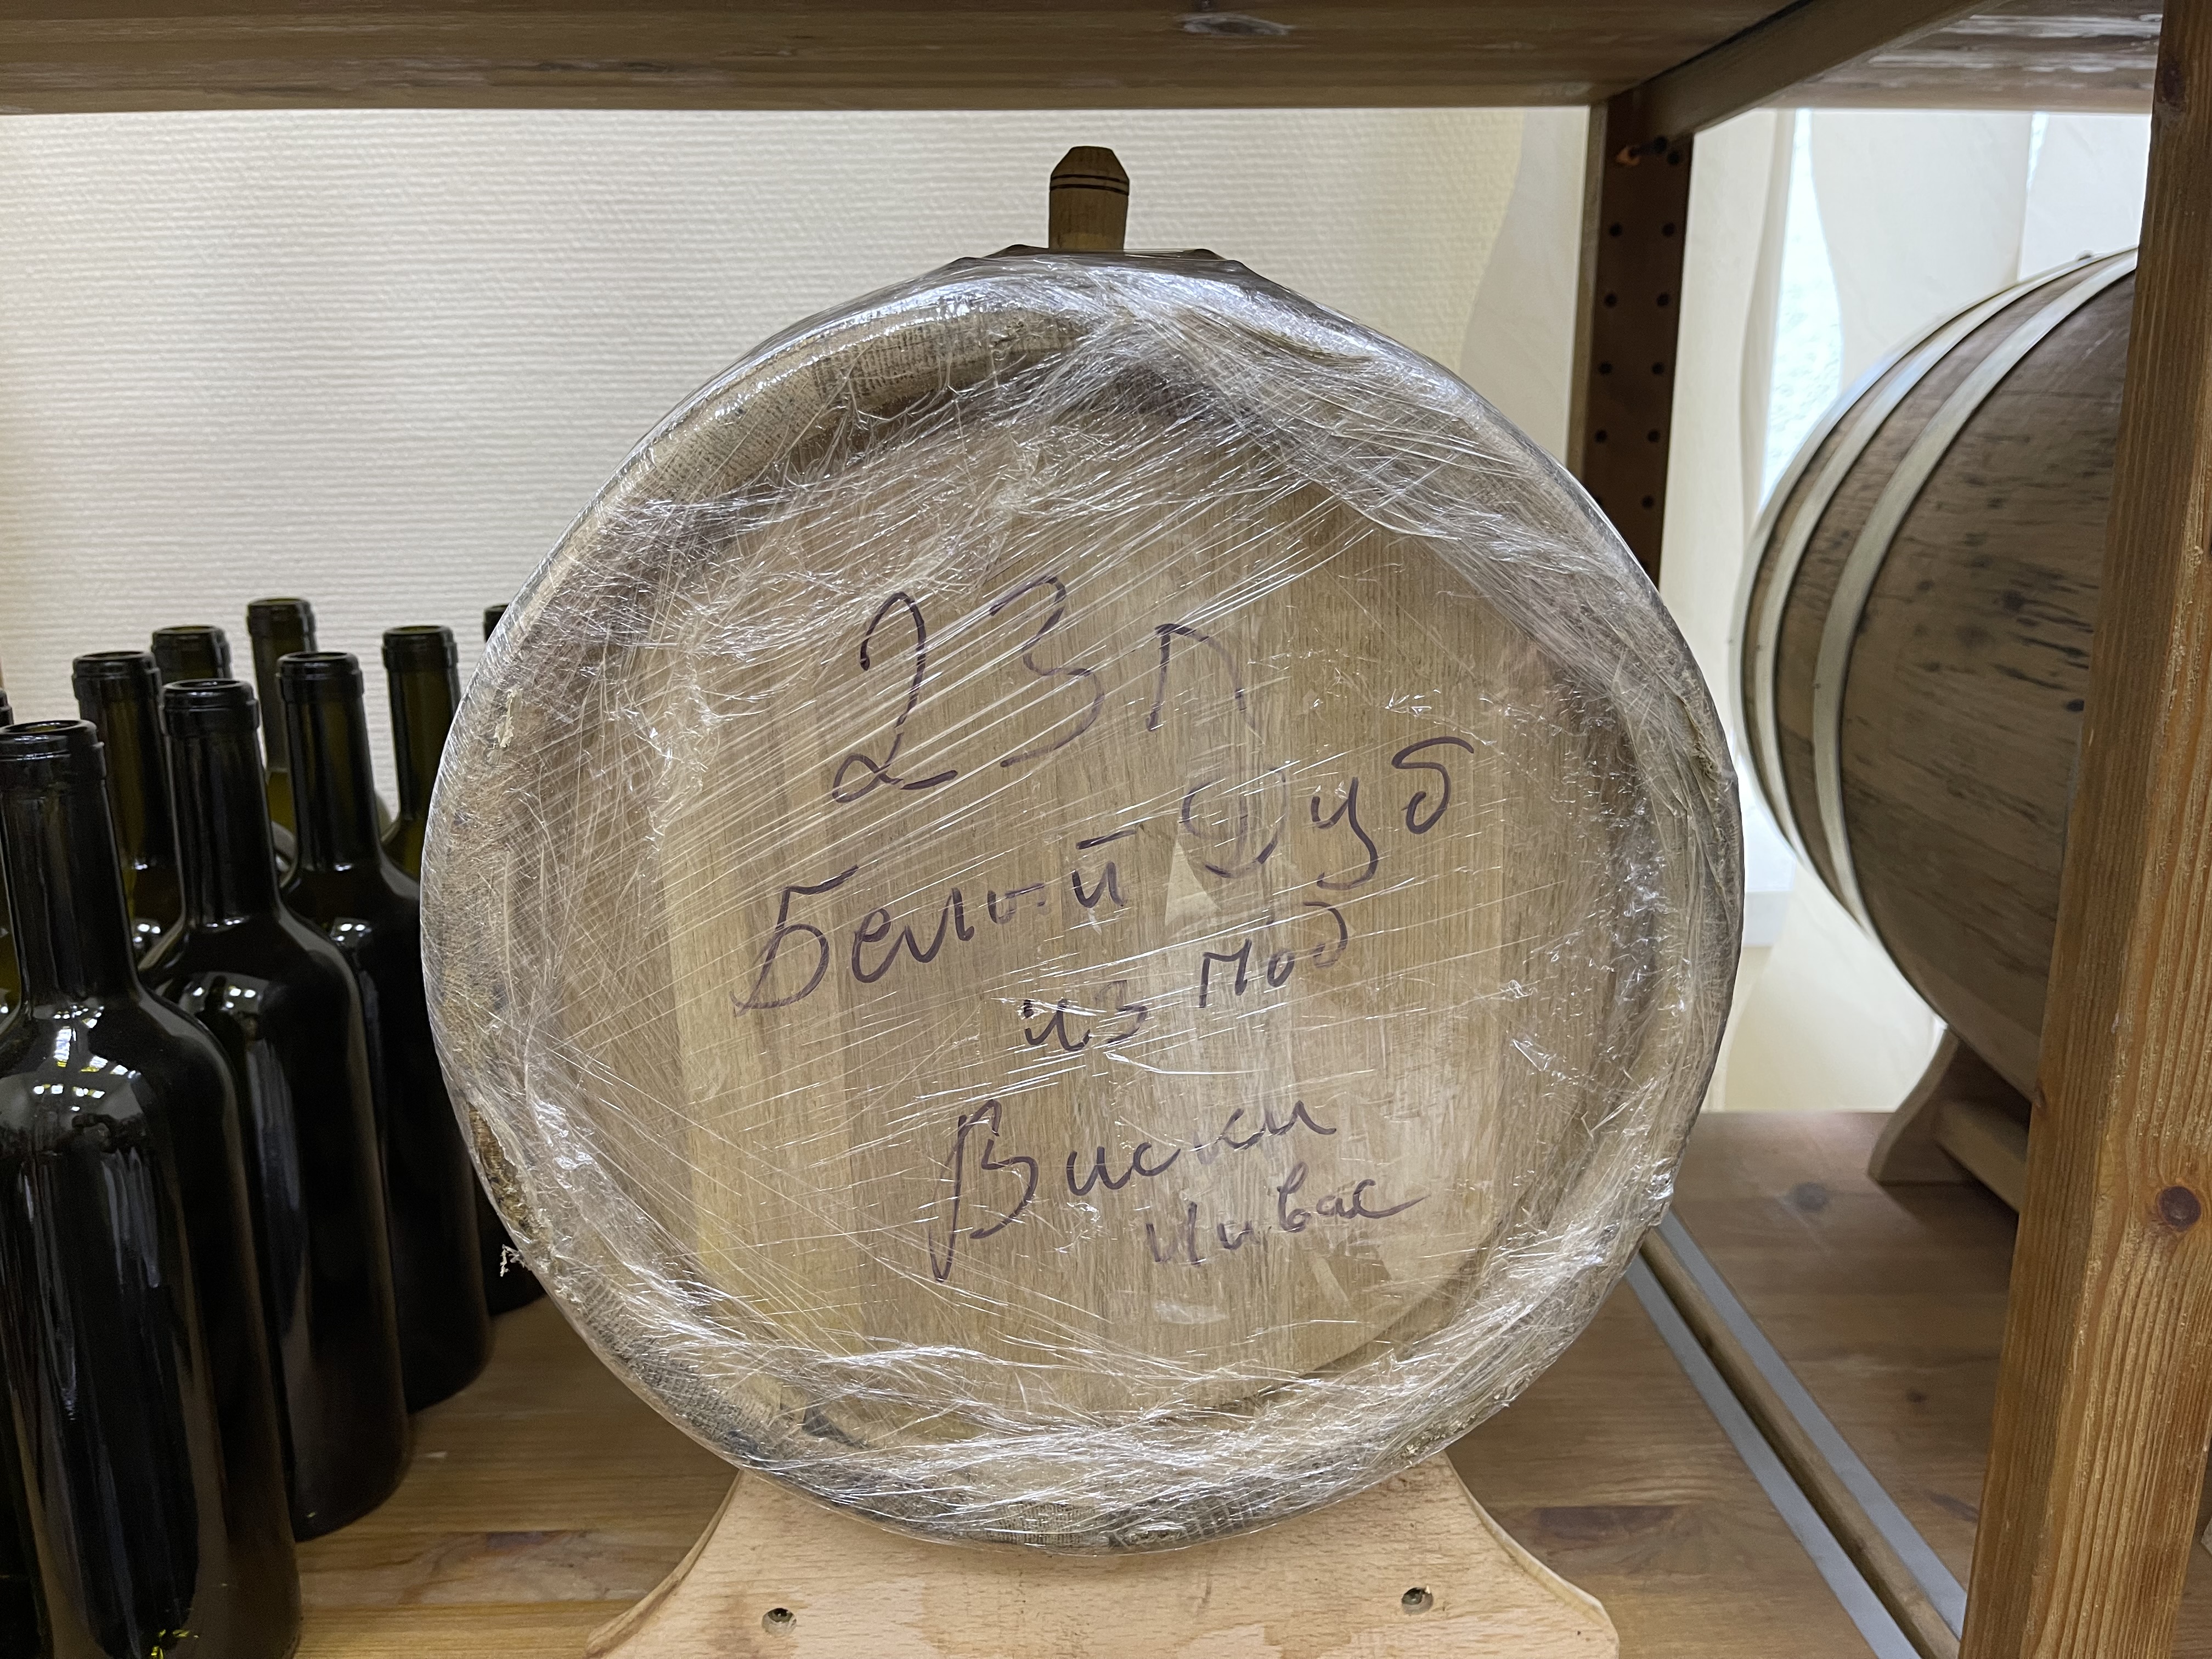 23л
Белый Дуб
из под
Виски
Чивас